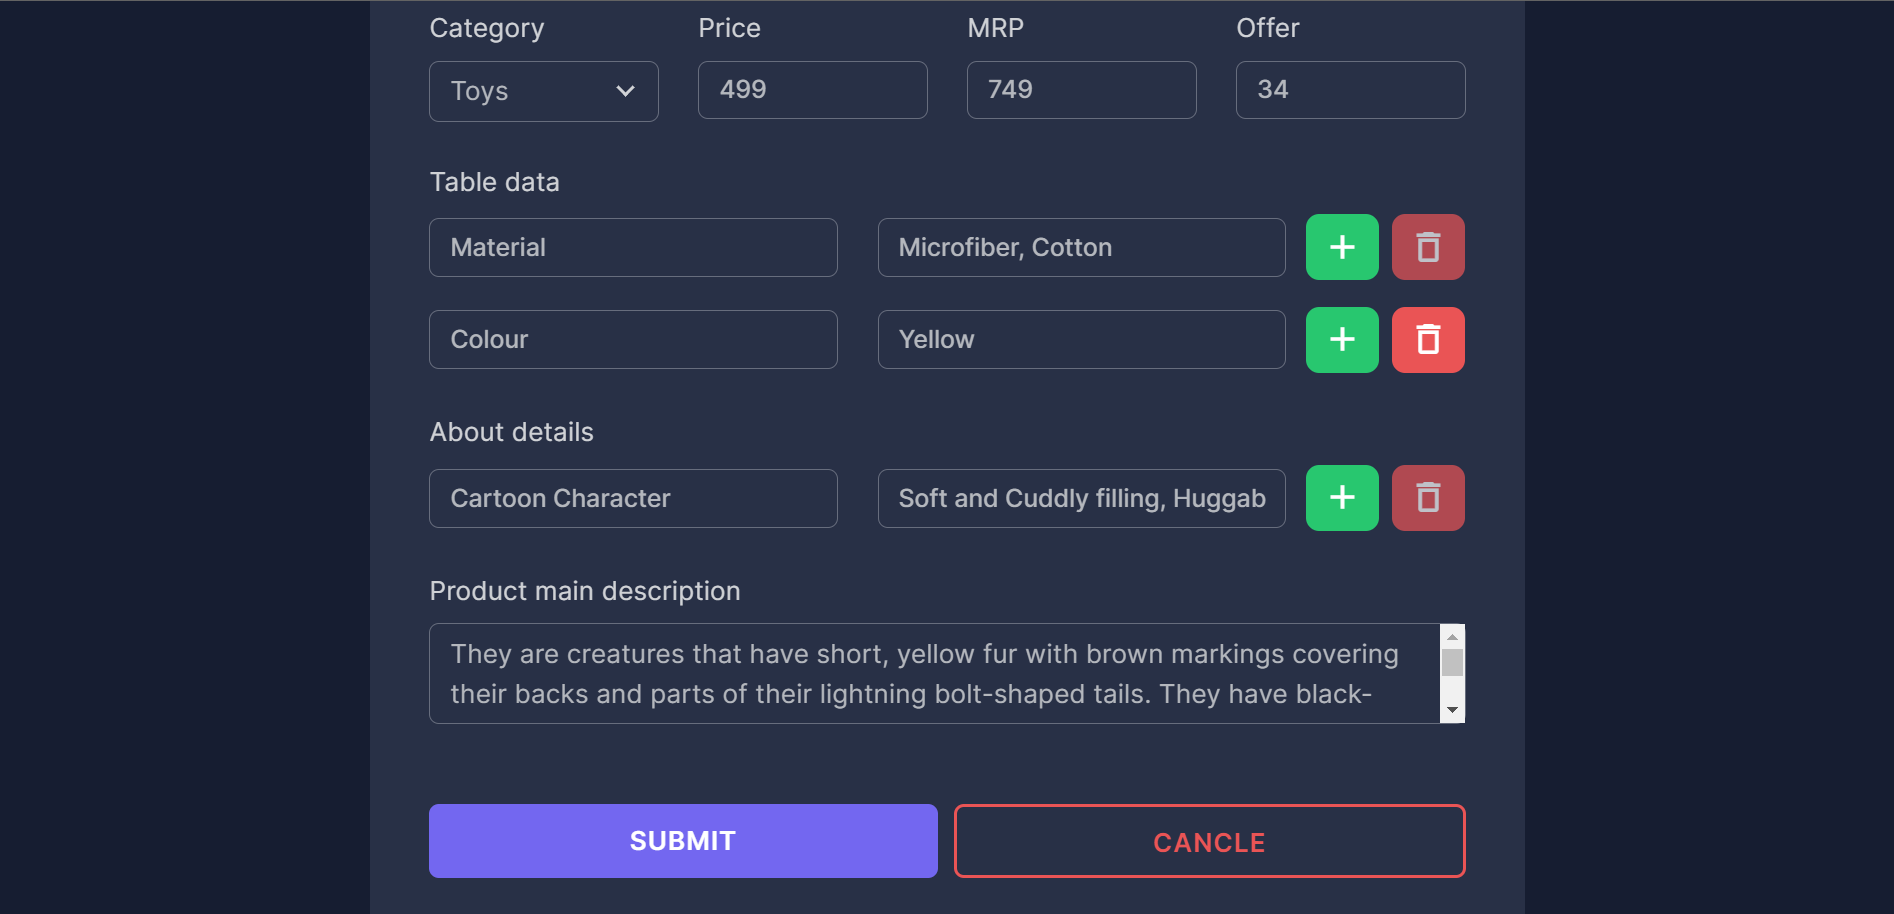 Category Price MRP Offer
Toys 499 749 34
Table data
Material Microfiber, Cotton
Colour Yellow
About details
Cartoon Character Soft and Cuddly filling, Huggab
Product main description
They are creatures that have short, yellow fur with brown markings covering
their backs and parts of their lightning bolt-shaped tails. They have black-
SUBMIT CANCLE